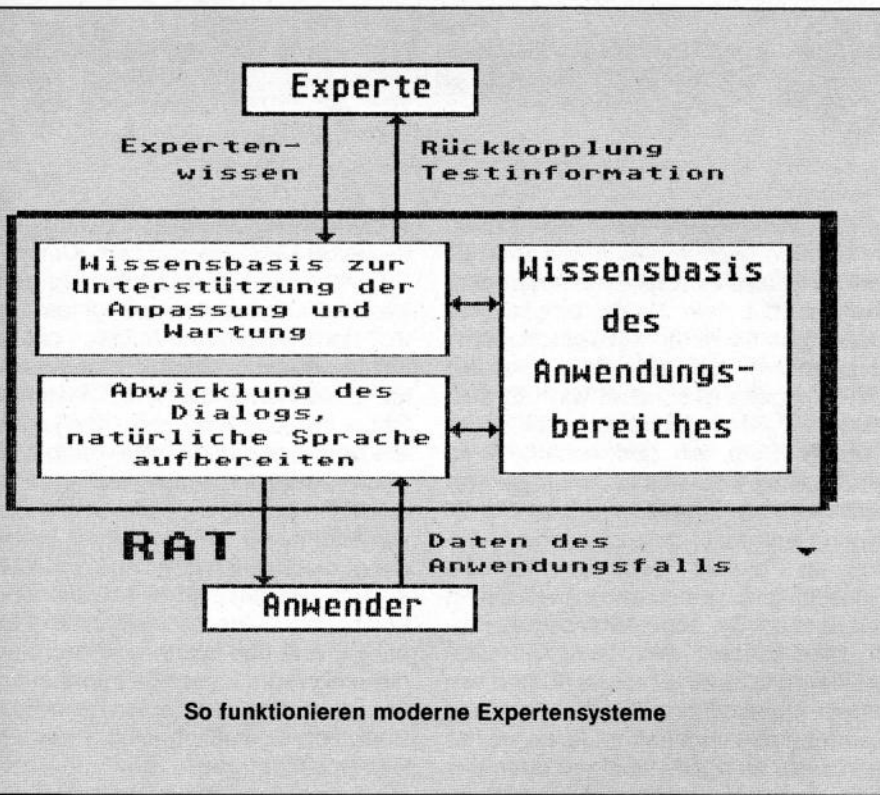 Experte
Experten-
wissen
Rückkopplung
Testinformation
Wissensbasis zur
Unterstützung der
Anpassung und
Wartung
Wissensbasis
des
Anwendungs-
bereiches
Abwicklung des
Dialogs,
natürliche Sprache
aufbereiten
RAT
Daten des
Anwendungsfalls
Anwender
So funktionieren moderne Expertensysteme